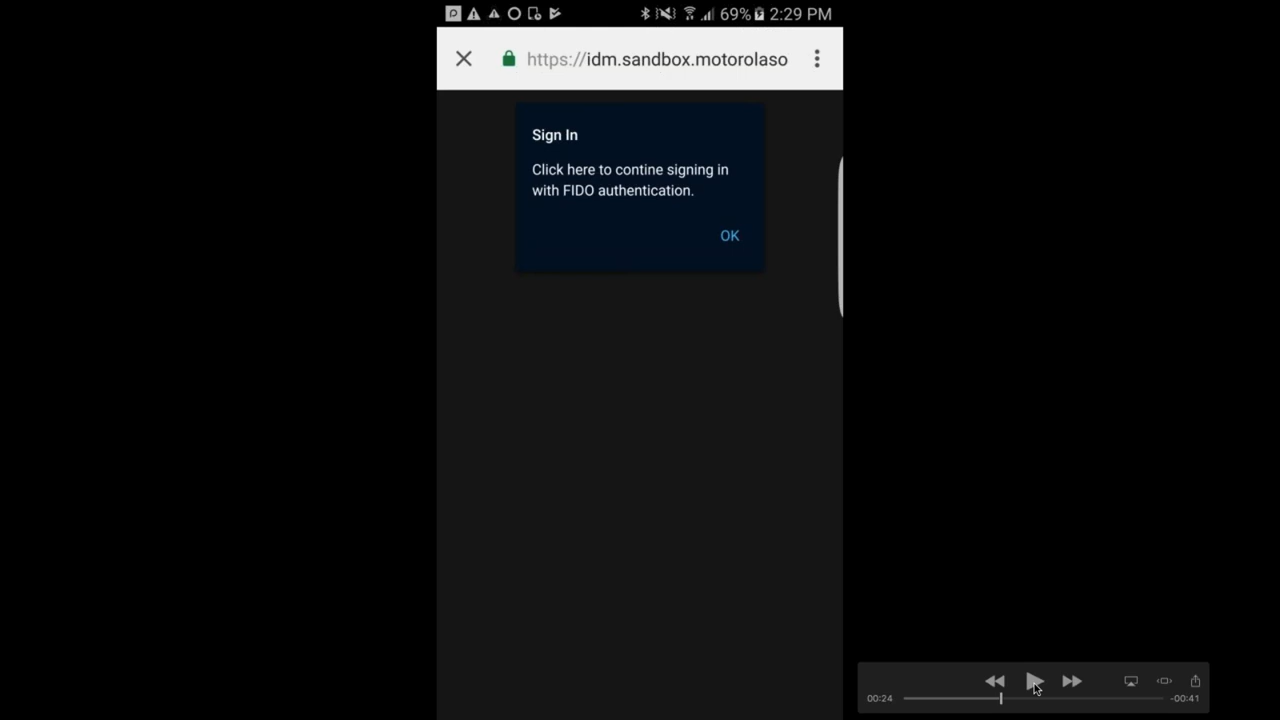 69% 2:29 PM
https://idm.sandbox.motorolaso
Sign In
Click here to contine signing in
with FIDO authentication.
OK
00:24
-00:41